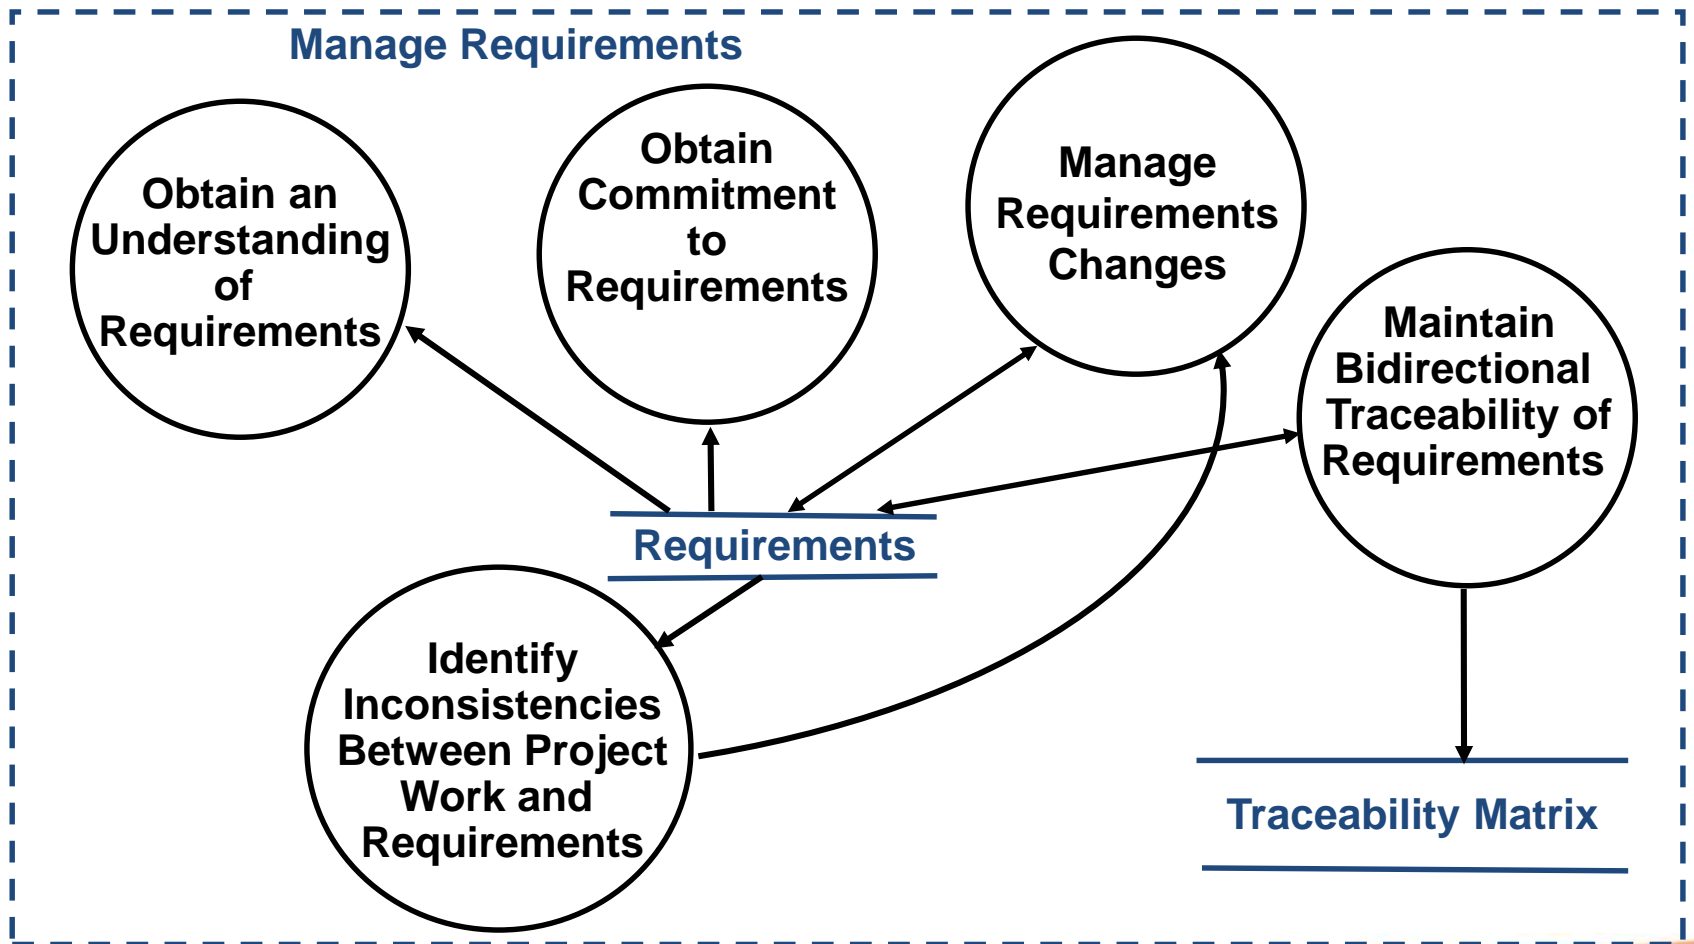 Manage Requirements
Obtain an
Understanding
of
Requirements
Obtain
Commitment
to
Requirements
Manage
Requirements
Changes
Maintain
Bidirectional
Traceability of
Requirements
Requirements
Identify
Inconsistencies
Between Project
Work and
Requirements
Traceability Matrix